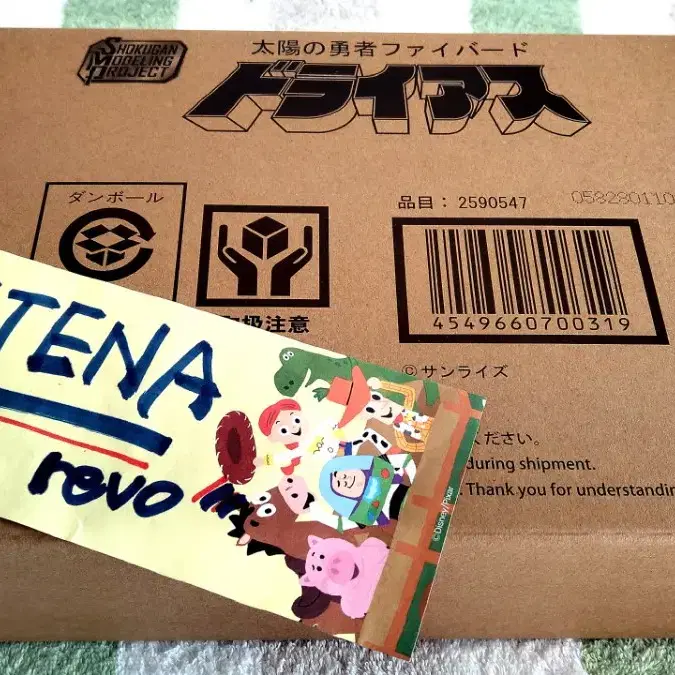 SHOKUGAN
MODELING
PROJECT
太陽の勇者ファイバード
ドライアス
ダンボール
品目：2590547
058280110
4549660700319
注意
©サンライズ
ください。
during shipment.
Thank you for understandin
TENA
revo
©Disney/Pixar